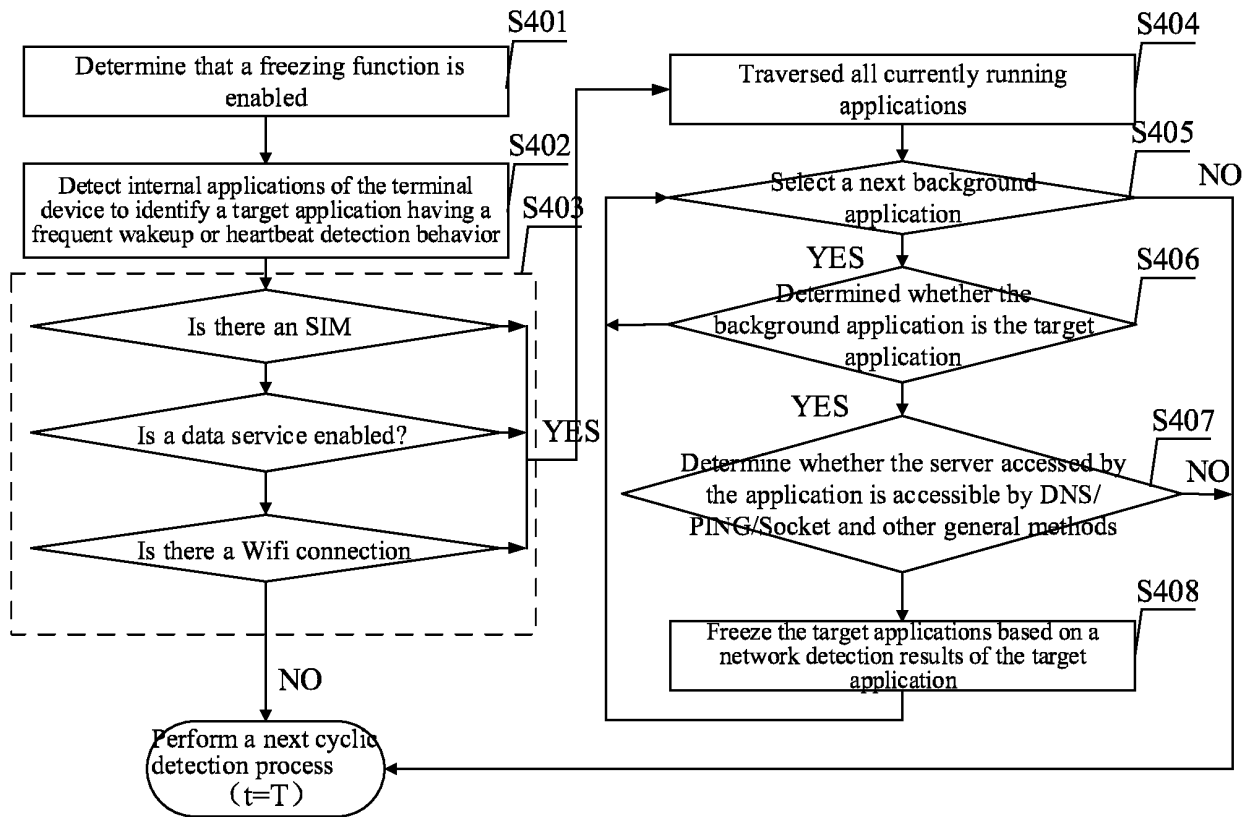 S401
Determine that a freezing function is
enabled
S402
Detect internal applications of the terminal
device to identify a target application having a
frequent wakeup or heartbeat detection behavior
S403
Is there an SIM
Is a data service enabled?
YES
Is there a Wifi connection
NO
Perform a next cyclic
detection process
（t=T）
S404
Traversed all currently running
applications
S405
Select a next background
application
NO
YES
S406
Determined whether the
background application is the target
application
YES
S407
Determine whether the server accessed by
the application is accessible by DNS/
PING/Socket and other general methods
NO
S408
Freeze the target applications based on a
network detection results of the target
application